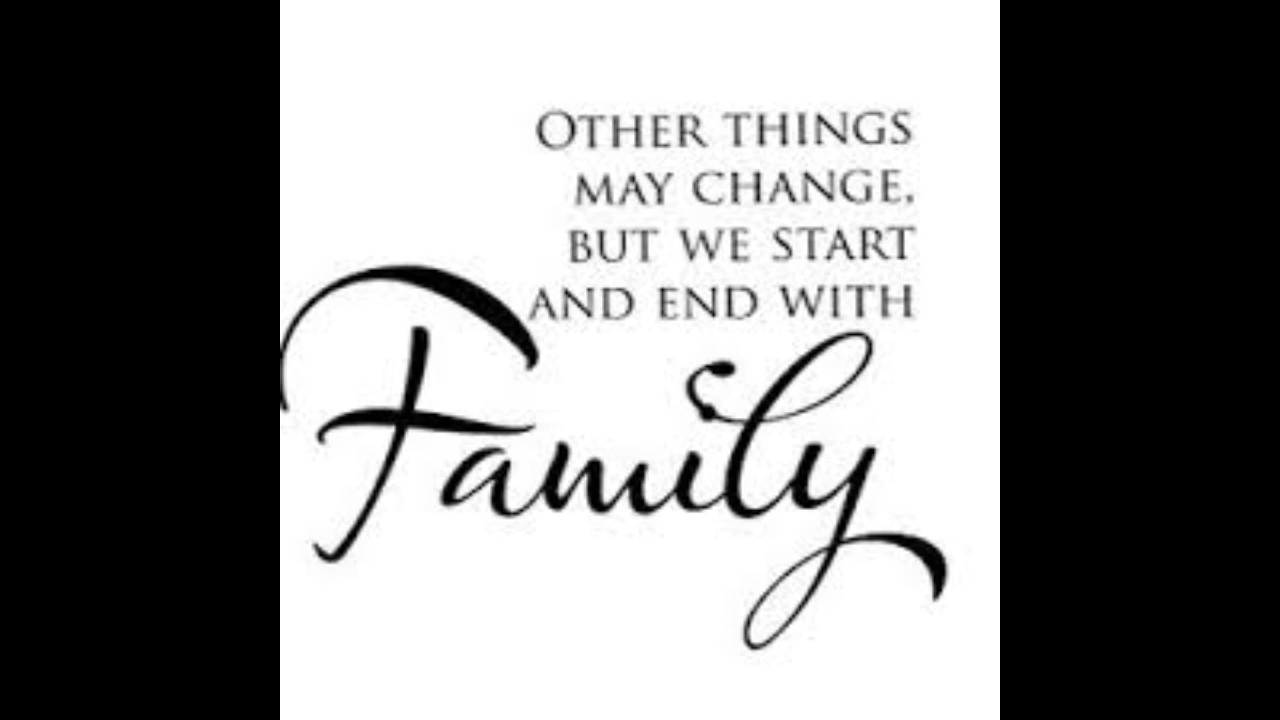 OTHER THINGS
MAY CHANGE,
BUT WE START
AND END WITH
Family